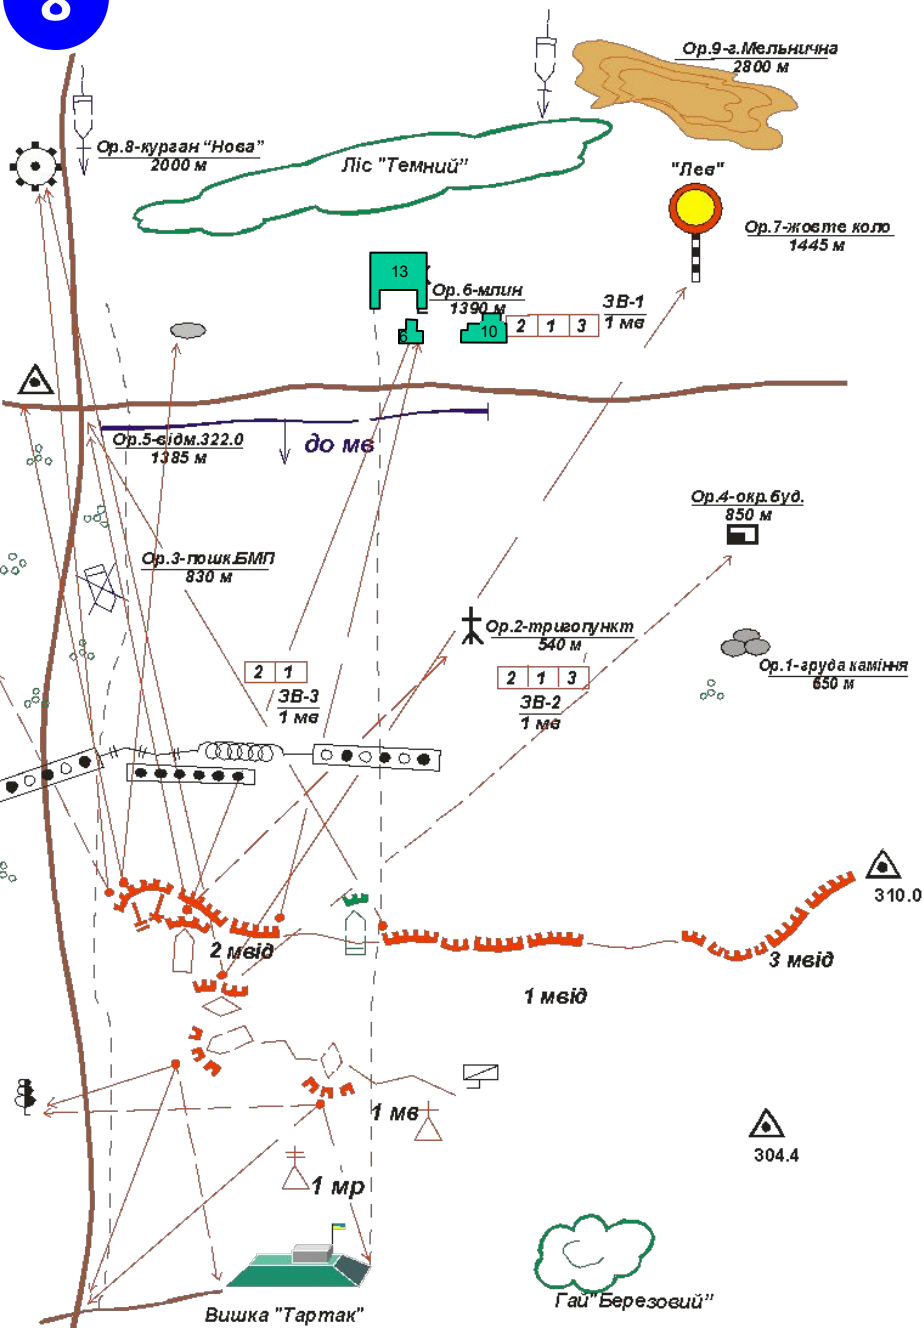 8
Ор.9-г.Мельнична
2800 м
Ор.8-курган "Нова"
2000 м
Ліс "Темний"
"Лев"
Ор.7-жовте коло
1445 м
13
Ор.6-млин
1390 м
ЗВ-1
1 мв
6
10
2 1 3
Ор.5-відм.322.0
1385 м
до мв
Ор.4-окр.буд.
850 м
Ор.3-пошк.БМП
830 м
Ор.2-тригопункт
540 м
Ор.1-груда каміння
650 м
2 1
ЗВ-3
1 мв
2 1 3
ЗВ-2
1 мв
310.0
2 мвід
3 мвід
1 мвід
1 мв
304.4
1 мр
Вишка "Тартак"
Гай"Березовий"